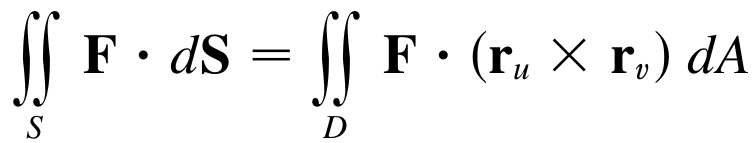 ∬_S F · dS = ∬_D F · (r_u × r_v) dA